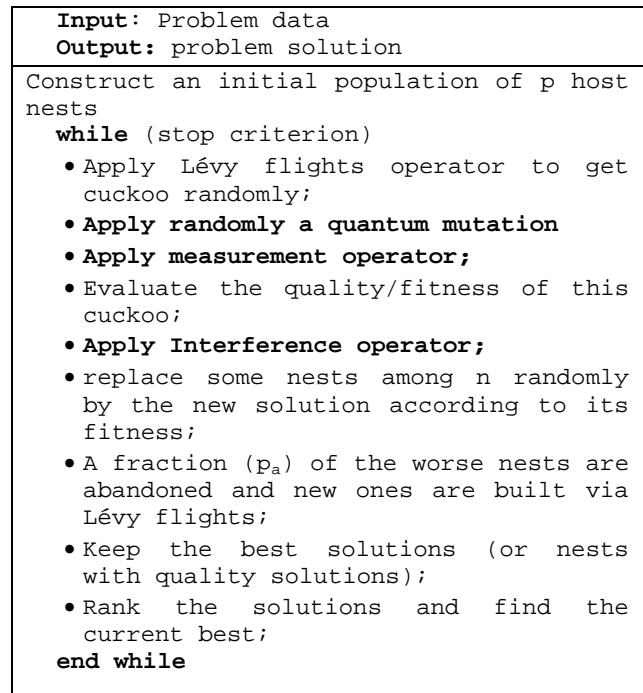 Input: Problem data
Output: problem solution
Construct an initial population of p host
nests
while (stop criterion)
• Apply Lévy flights operator to get
cuckoo randomly;
• Apply randomly a quantum mutation
• Apply measurement operator;
• Evaluate the quality/fitness of this
cuckoo;
• Apply Interference operator;
• replace some nests among n randomly
by the new solution according to its
fitness;
• A fraction (pa) of the worse nests are
abandoned and new ones are built via
Lévy flights;
• Keep the best solutions (or nests
with quality solutions);
• Rank the solutions and find the
current best;
end while